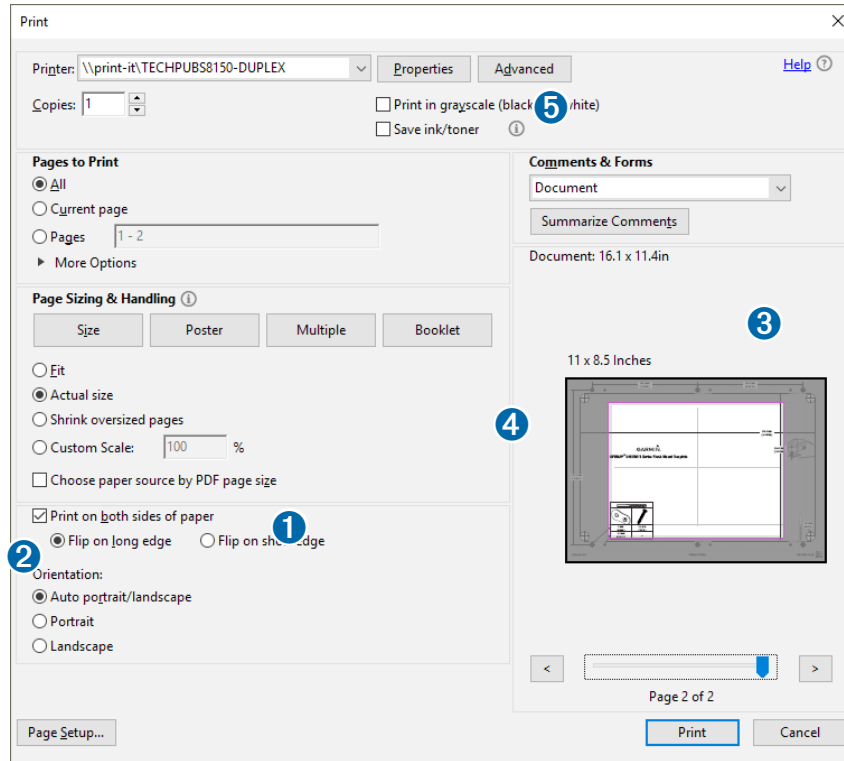 Print
Printer: \\print-it\TECHPUBS8150-DUPLEX Properties Advanced Help ?
Copies: 1 Print in grayscale (black white)
5
Save ink/toner
Pages to Print
All
Current page
Pages 1 - 2
More Options
Comments & Forms
Document
Summarize Comments
Document: 16.1 x 11.4in
Page Sizing & Handling
Size Poster Multiple Booklet
Fit
Actual size
Shrink oversized pages
Custom Scale: 100 %
Choose paper source by PDF page size
3
11 x 8.5 Inches
4
GARMIN
Print on both sides of paper
1
Flip on long edge Flip on short edge
2
Orientation:
Auto portrait/landscape
Portrait
Landscape
< >
Page 2 of 2
Page Setup... Print Cancel